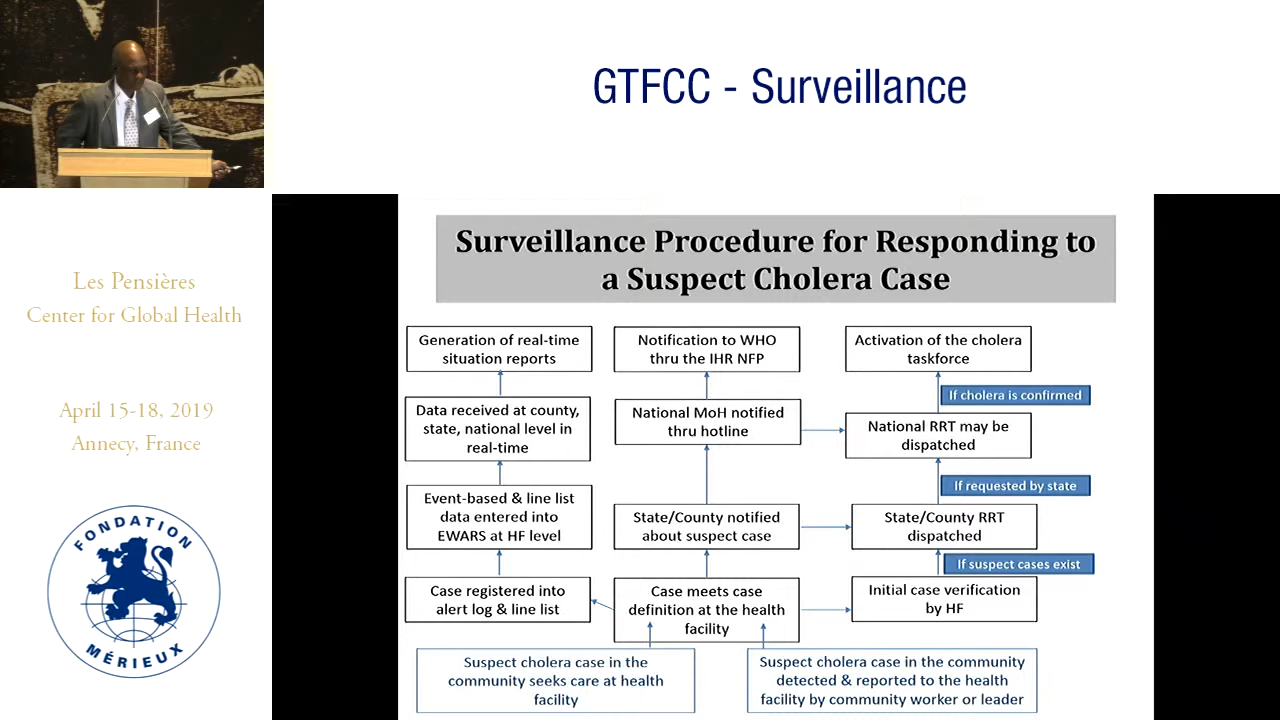 GTFCC - Surveillance
Les Pensières
Center for Global Health
April 15-18, 2019
Annecy, France
FONDATION
MÉRIEUX
Surveillance Procedure for Responding to
a Suspect Cholera Case
Generation of real-time
situation reports
Notification to WHO
thru the IHR NFP
Activation of the cholera
taskforce
If cholera is confirmed
Data received at county,
state, national level in
real-time
National MoH notified
thru hotline
National RRT may be
dispatched
If requested by state
Event-based & line list
data entered into
EWARS at HF level
State/County notified
about suspect case
State/County RRT
dispatched
If suspect cases exist
Case registered into
alert log & line list
Case meets case
definition at the health
facility
Initial case verification
by HF
Suspect cholera case in the
community seeks care at health
facility
Suspect cholera case in the community
detected & reported to the health
facility by community worker or leader